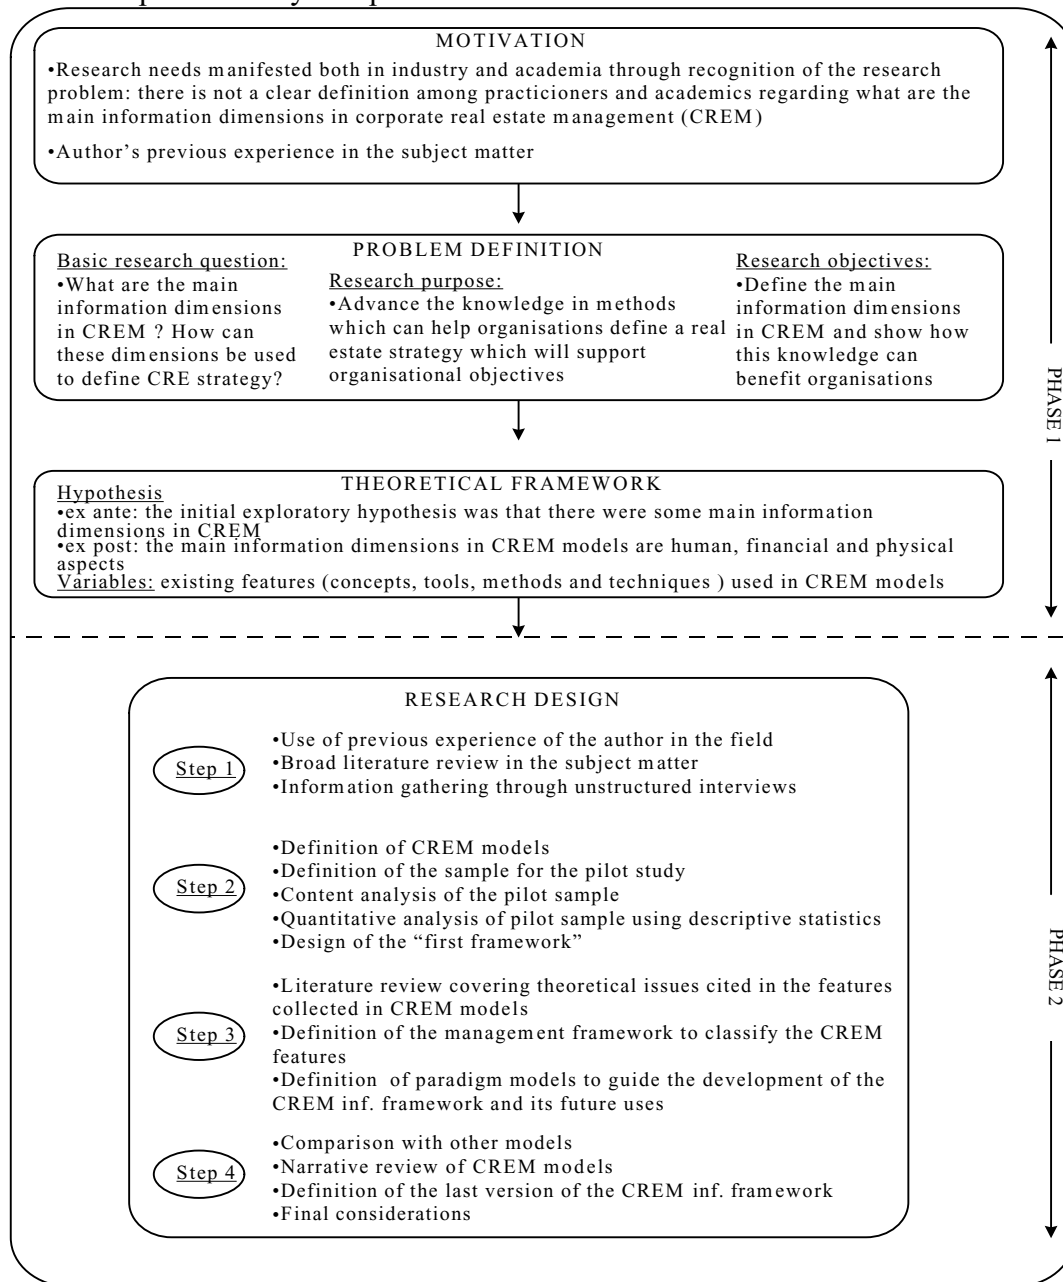 MOTIVATION
•Research needs manifested both in industry and academia through recognition of the research
problem: there is not a clear definition among practicioners and academics regarding what are the
main information dimensions in corporate real estate management (CREM)
•Author's previous experience in the subject matter
PROBLEM DEFINITION
Basic research question:
•What are the main
information dimensions
in CREM ? How can
these dimensions be used
to define CRE strategy?
Research purpose:
•Advance the knowledge in methods
which can help organisations define a real
estate strategy which will support
organisational objectives
Research objectives:
•Define the main
information dimensions
in CREM and show how
this knowledge can
benefit organisations
PHASE 1
THEORETICAL FRAMEWORK
Hypothesis
•ex ante: the initial exploratory hypothesis was that there were some main information
dimensions in CREM
•ex post: the main information dimensions in CREM models are human, financial and physical
aspects
Variables: existing features (concepts, tools, methods and techniques ) used in CREM models
RESEARCH DESIGN
Step 1
•Use of previous experience of the author in the field
•Broad literature review in the subject matter
•Information gathering through unstructured interviews
Step 2
•Definition of CREM models
•Definition of the sample for the pilot study
•Content analysis of the pilot sample
•Quantitative analysis of pilot sample using descriptive statistics
•Design of the “first framework”
PHASE 2
Step 3
•Literature review covering theoretical issues cited in the features
collected in CREM models
•Definition of the management framework to classify the CREM
features
•Definition of paradigm models to guide the development of the
CREM inf. framework and its future uses
Step 4
•Comparison with other models
•Narrative review of CREM models
•Definition of the last version of the CREM inf. framework
•Final considerations